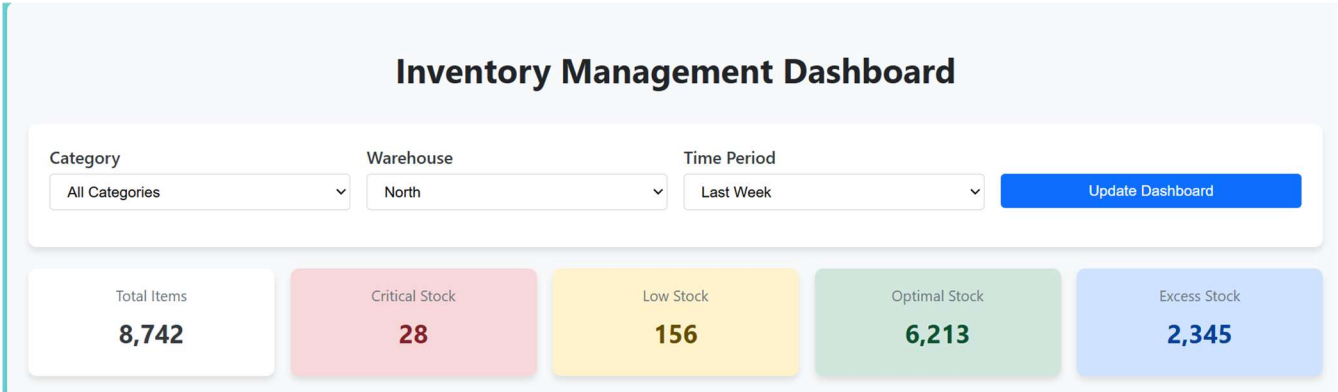 Inventory Management Dashboard
Category
Warehouse
Time Period
All Categories
North
Last Week
Update Dashboard
Total Items
8,742
Critical Stock
28
Low Stock
156
Optimal Stock
6,213
Excess Stock
2,345